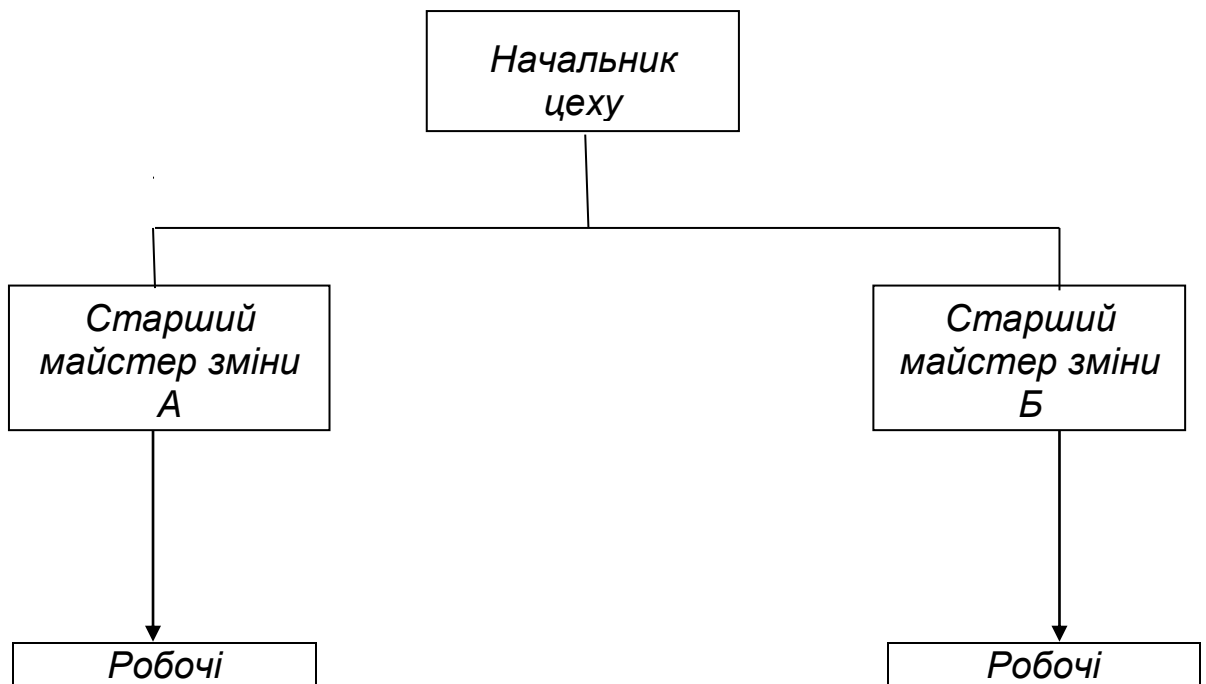 Начальник
цеху
Старший
майстер зміни
А
Старший
майстер зміни
Б
Робочі
Робочі